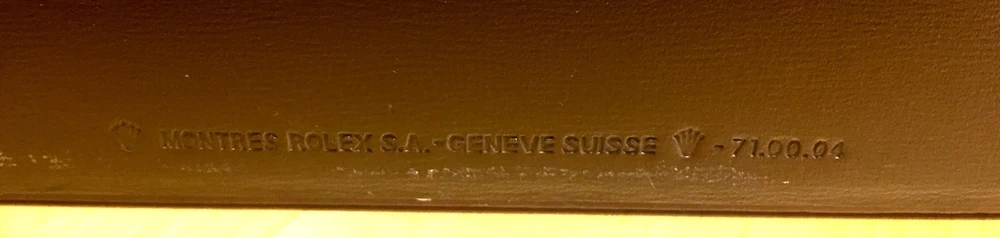 MONTRES ROLEX S.A.-GENEVE SUISSE - 71.00.04